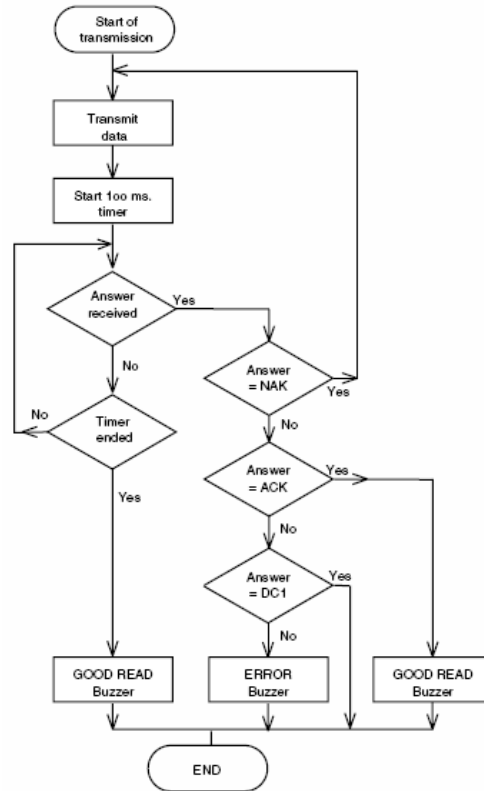 Start of
transmission
Transmit
data
Start 1oo ms.
timer
Answer
received
Yes
No
Answer
= NAK
Yes
No
No
Timer
ended
Yes
Answer
= ACK
Yes
No
Answer
= DC1
Yes
No
GOOD READ
Buzzer
ERROR
Buzzer
GOOD READ
Buzzer
END